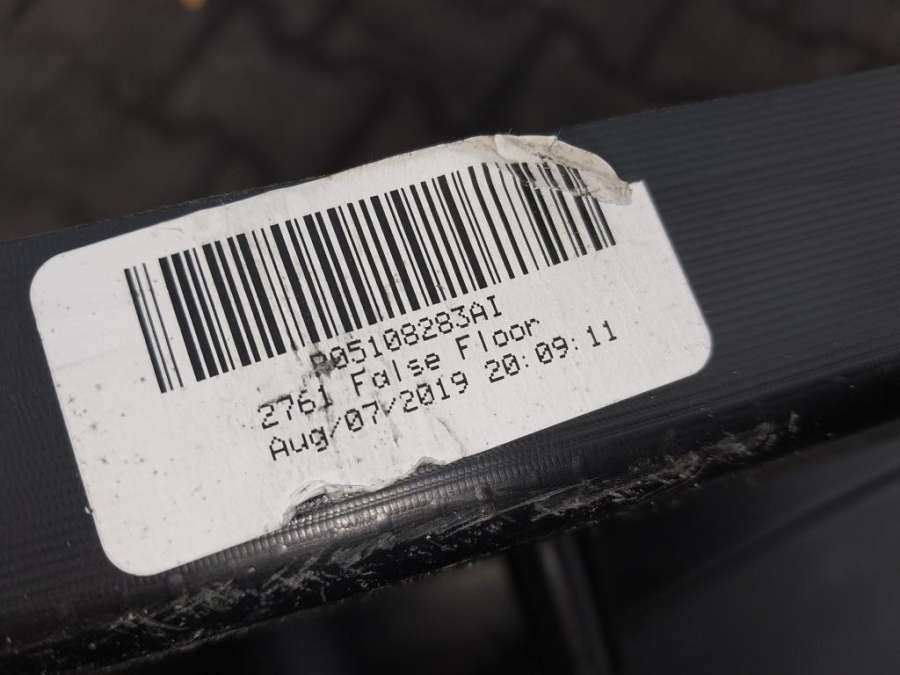 P05108283AI
2761 False Floor
Aug/07/2019 20:09:11